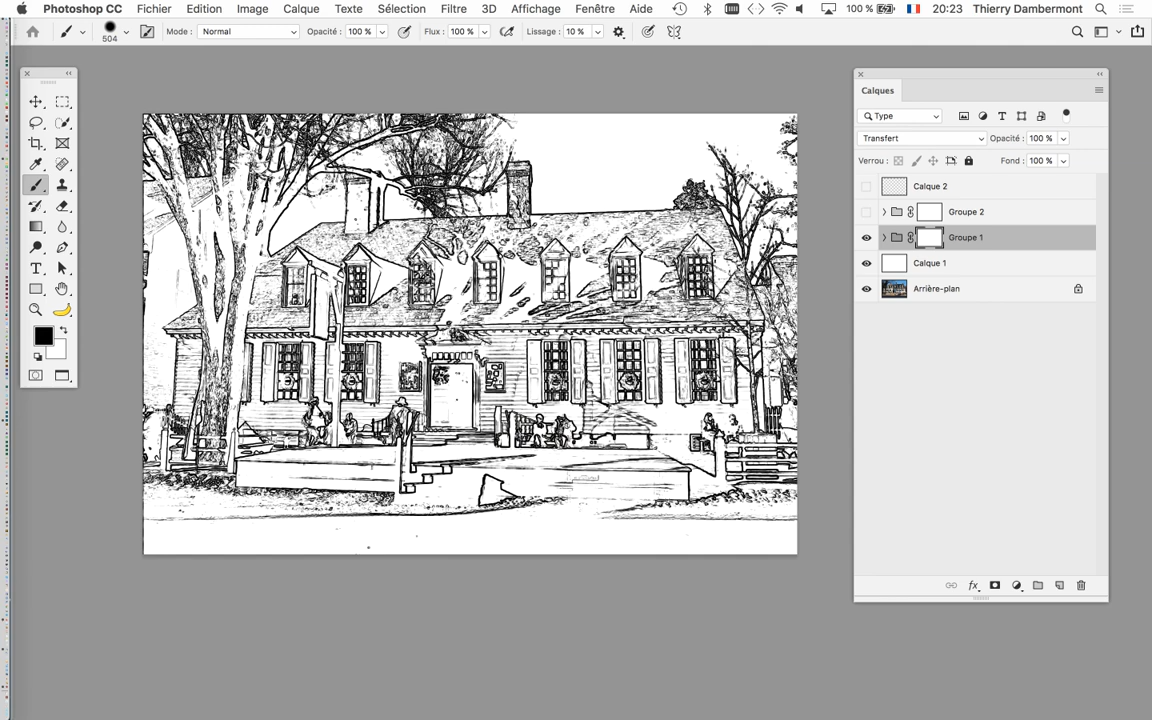 Photoshop CC Fichier Edition Image Calque Texte Sélection Filtre 3D Affichage Fenêtre Aide 100 % 20:23 Thierry Dambermont
504 Mode : Normal Opacité : 100 % Flux : 100 % Lissage : 10 %
Calques
Type
Transfert Opacité : 100 %
Verrou : Fond : 100 %
Calque 2
Groupe 2
Groupe 1
Calque 1
Arrière-plan
fx